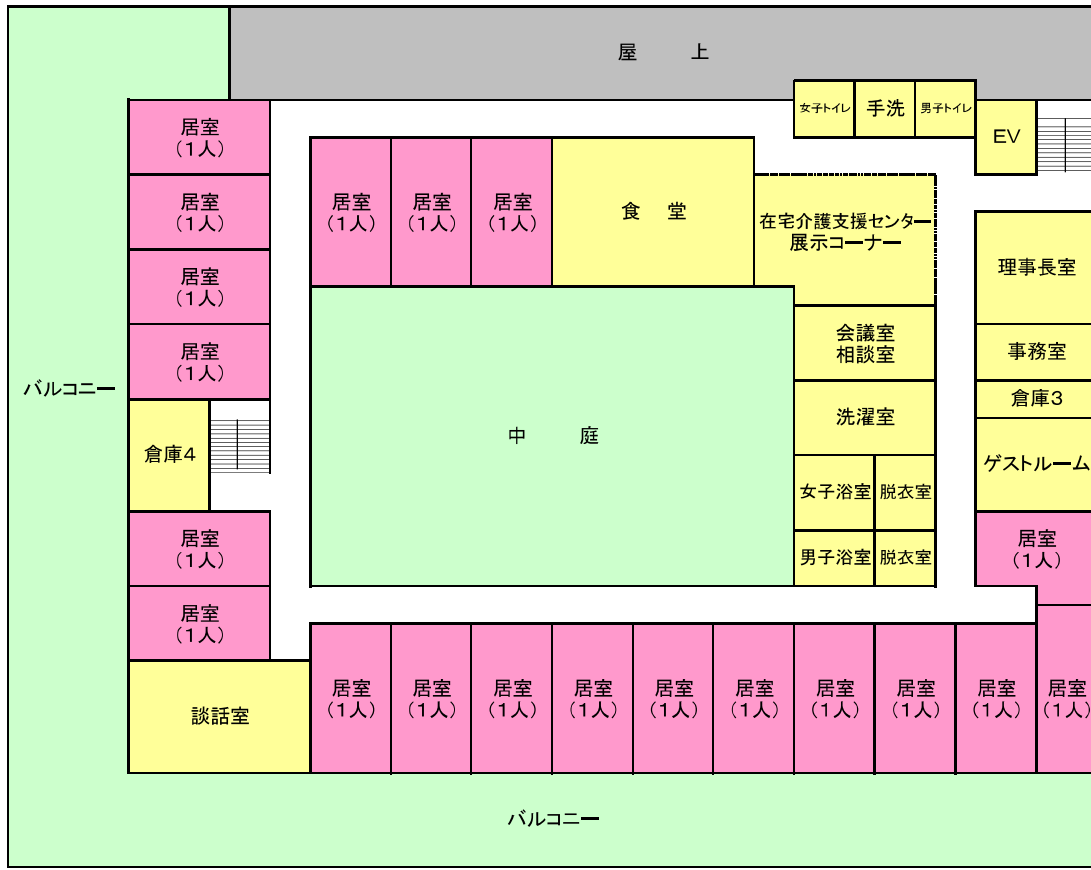 屋 上
女子トイレ
手洗
男子トイレ
EV
居室
(1人)
居室
(1人)
居室
(1人)
居室
(1人)
バルコニー
倉庫4
居室
(1人)
居室
(1人)
談話室
居室
(1人)
居室
(1人)
居室
(1人)
食 堂
在宅介護支援センター
展示コーナー
会議室
相談室
洗濯室
女子浴室
脱衣室
男子浴室
脱衣室
中 庭
理事長室
事務室
倉庫3
ゲストルーム
居室
(1人)
居室
(1人)
居室
(1人)
居室
(1人)
居室
(1人)
居室
(1人)
居室
(1人)
居室
(1人)
居室
(1人)
居室
(1人)
居室
(1人)
バルコニー